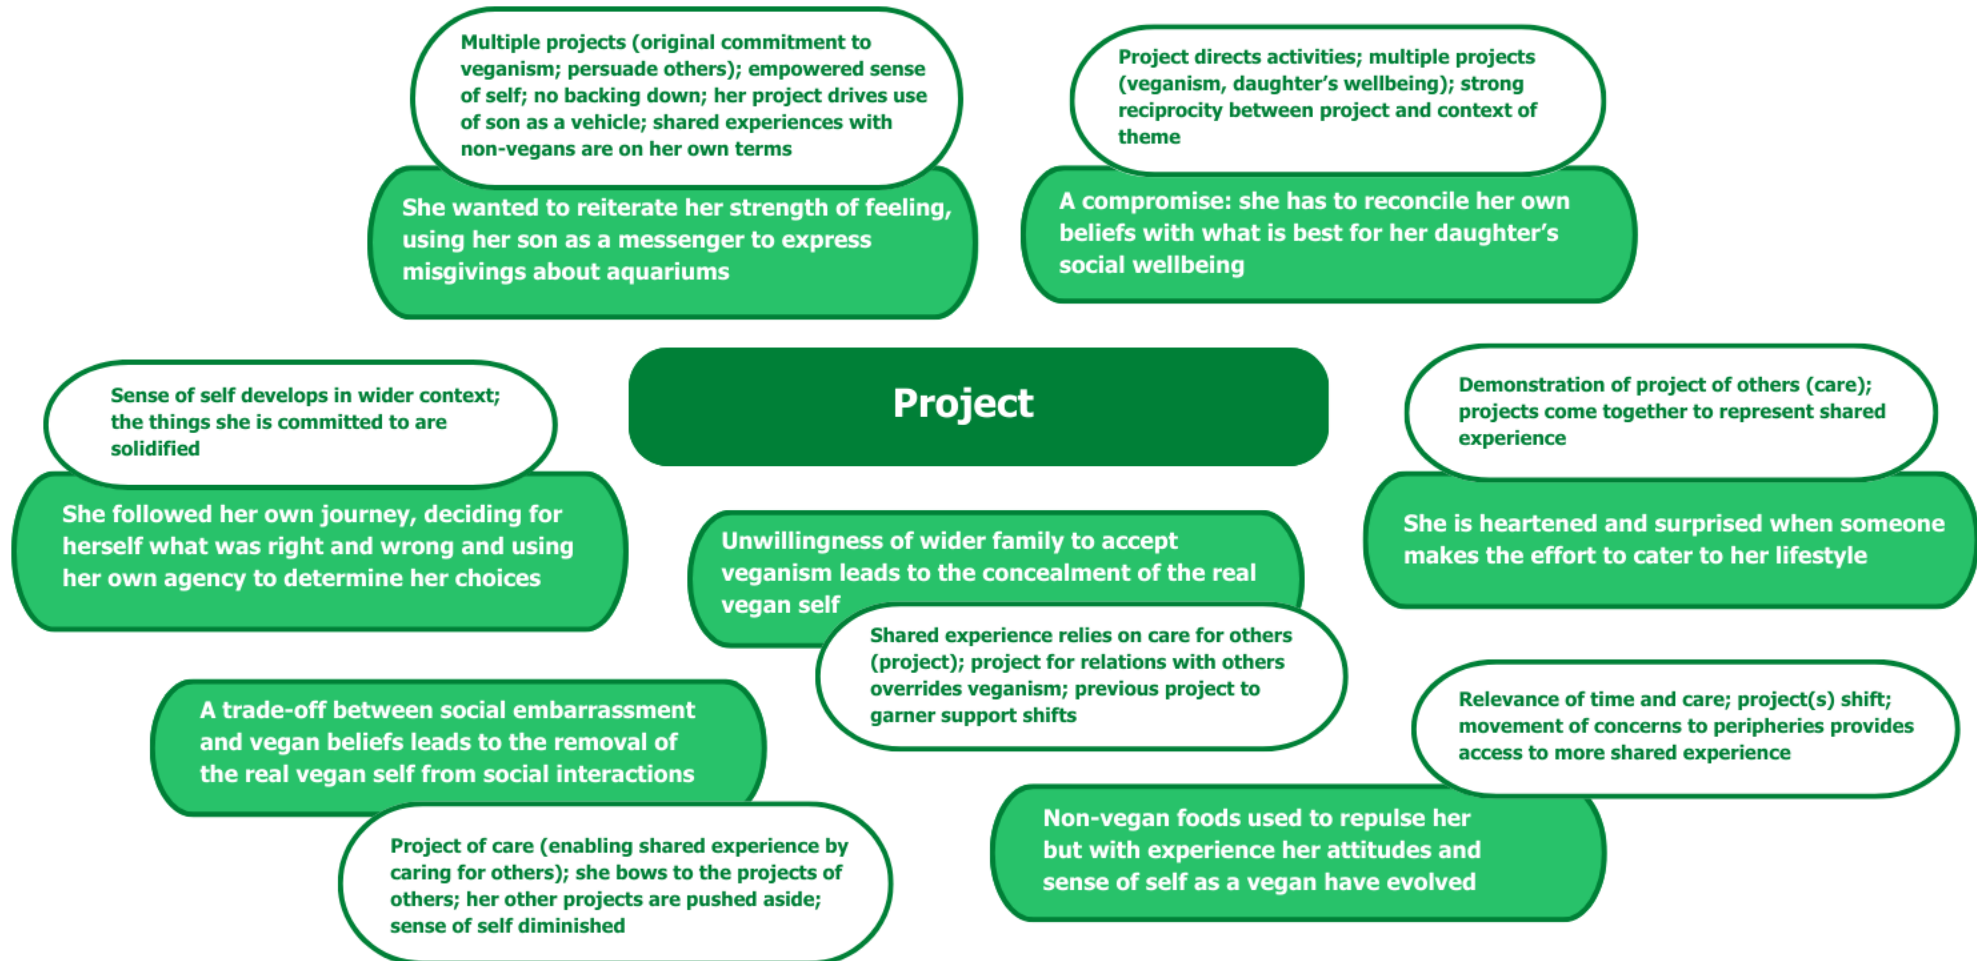 Multiple projects (original commitment to
veganism; persuade others); empowered sense
of self; no backing down; her project drives use
of son as a vehicle; shared experiences with
non-vegans are on her own terms
She wanted to reiterate her strength of feeling,
using her son as a messenger to express
misgivings about aquariums
Project directs activities; multiple projects
(veganism, daughter’s wellbeing); strong
reciprocity between project and context of
theme
A compromise: she has to reconcile her own
beliefs with what is best for her daughter’s
social wellbeing
Project
Sense of self develops in wider context;
the things she is committed to are
solidified
She followed her own journey, deciding for
herself what was right and wrong and using
her own agency to determine her choices
Demonstration of project of others (care);
projects come together to represent shared
experience
She is heartened and surprised when someone
makes the effort to cater to her lifestyle
Unwillingness of wider family to accept
veganism leads to the concealment of the real
vegan self
Shared experience relies on care for others
(project); project for relations with others
overrides veganism; previous project to
garner support shifts
A trade-off between social embarrassment
and vegan beliefs leads to the removal of
the real vegan self from social interactions
Project of care (enabling shared experience by
caring for others); she bows to the projects of
others; her other projects are pushed aside;
sense of self diminished
Relevance of time and care; project(s) shift;
movement of concerns to peripheries provides
access to more shared experience
Non-vegan foods used to repulse her
but with experience her attitudes and
sense of self as a vegan have evolved